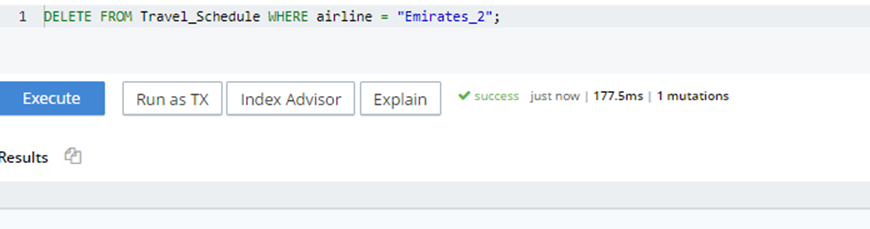 1 DELETE FROM Travel_Schedule WHERE airline = "Emirates_2";
Execute Run as TX Index Advisor Explain ✔ success just now | 177.5ms | 1 mutations
Results